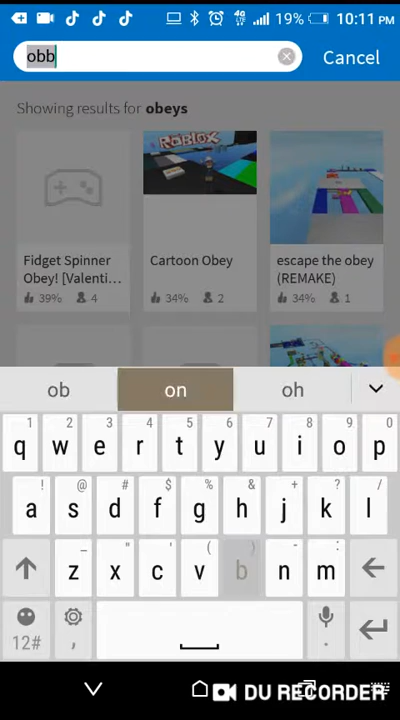 4G 19% 10:11 PM
obb Cancel
Showing results for obeys
ROBLOX
Fidget Spinner Obey! [Valenti...
Cartoon Obey
escape the obey (REMAKE)
39% 4
34% 2
34% 1
ob on oh
1 2 3 4 5 6 7 8 9 0
q w e r t y u i o p
! @ # $ % & + ? /
a s d f g h j k l
_ " ' ( ) - :
z x c v b n m
12# , .
DU RECORDER